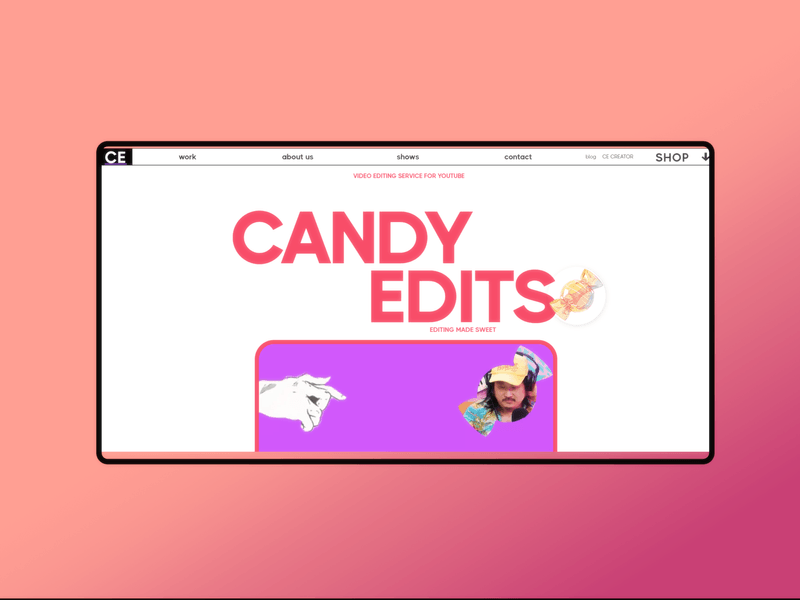 CE work about us shows contact blog CE CREATOR SHOP
VIDEO EDITING SERVICE FOR YOUTUBE
CANDY
EDITS
EDITING MADE SWEET